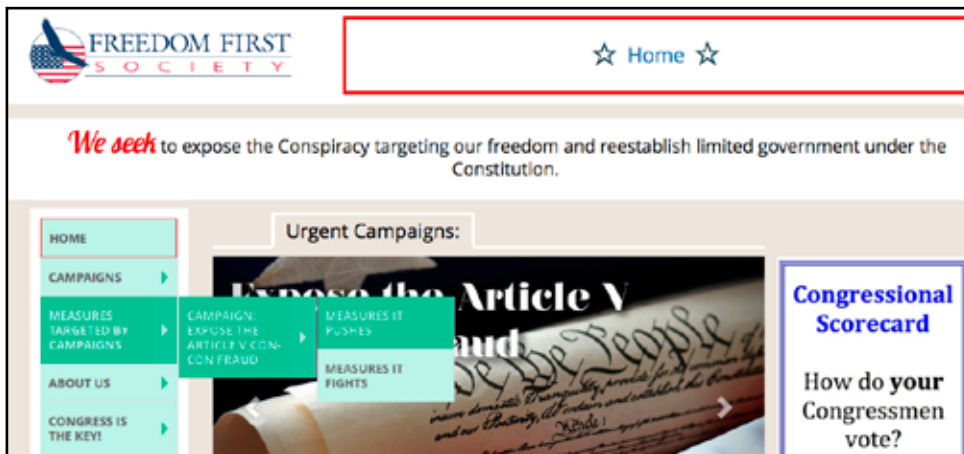 FREEDOM FIRST
SOCIETY
☆ Home ☆
We seek to expose the Conspiracy targeting our freedom and reestablish limited government under the
Constitution.
HOME
CAMPAIGNS
MEASURES
TARGETED BY
CAMPAIGNS
ABOUT US
CONGRESS IS
THE KEY!
CAMPAIGN:
EXPOSE THE
ARTICLE V CON-
CON FRAUD
MEASURES IT
PUSHES
MEASURES IT
FIGHTS
Urgent Campaigns:
Expose the Article V
We the People
Congressional
Scorecard
How do your
Congressmen
vote?